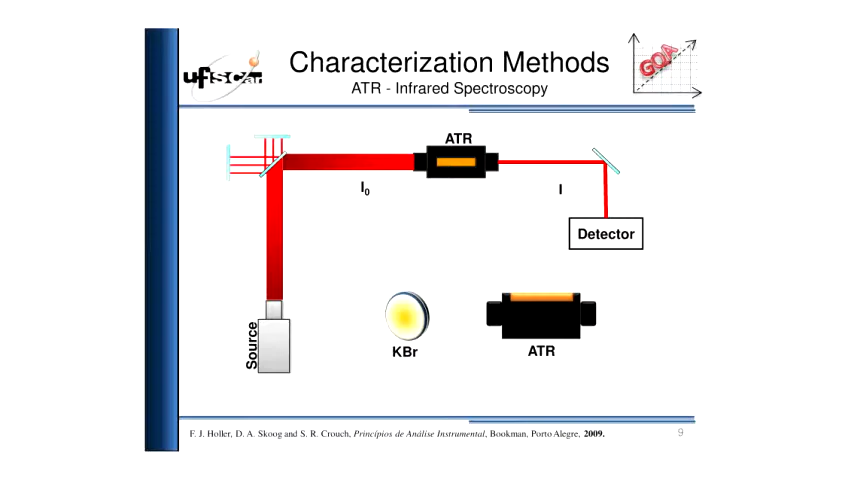 Characterization Methods
ATR - Infrared Spectroscopy
ufscar
GOA
ATR
I0
I
Detector
Source
KBr
ATR
F. J. Holler, D. A. Skoog and S. R. Crouch, Princípios de Análise Instrumental, Bookman, Porto Alegre, 2009.
9